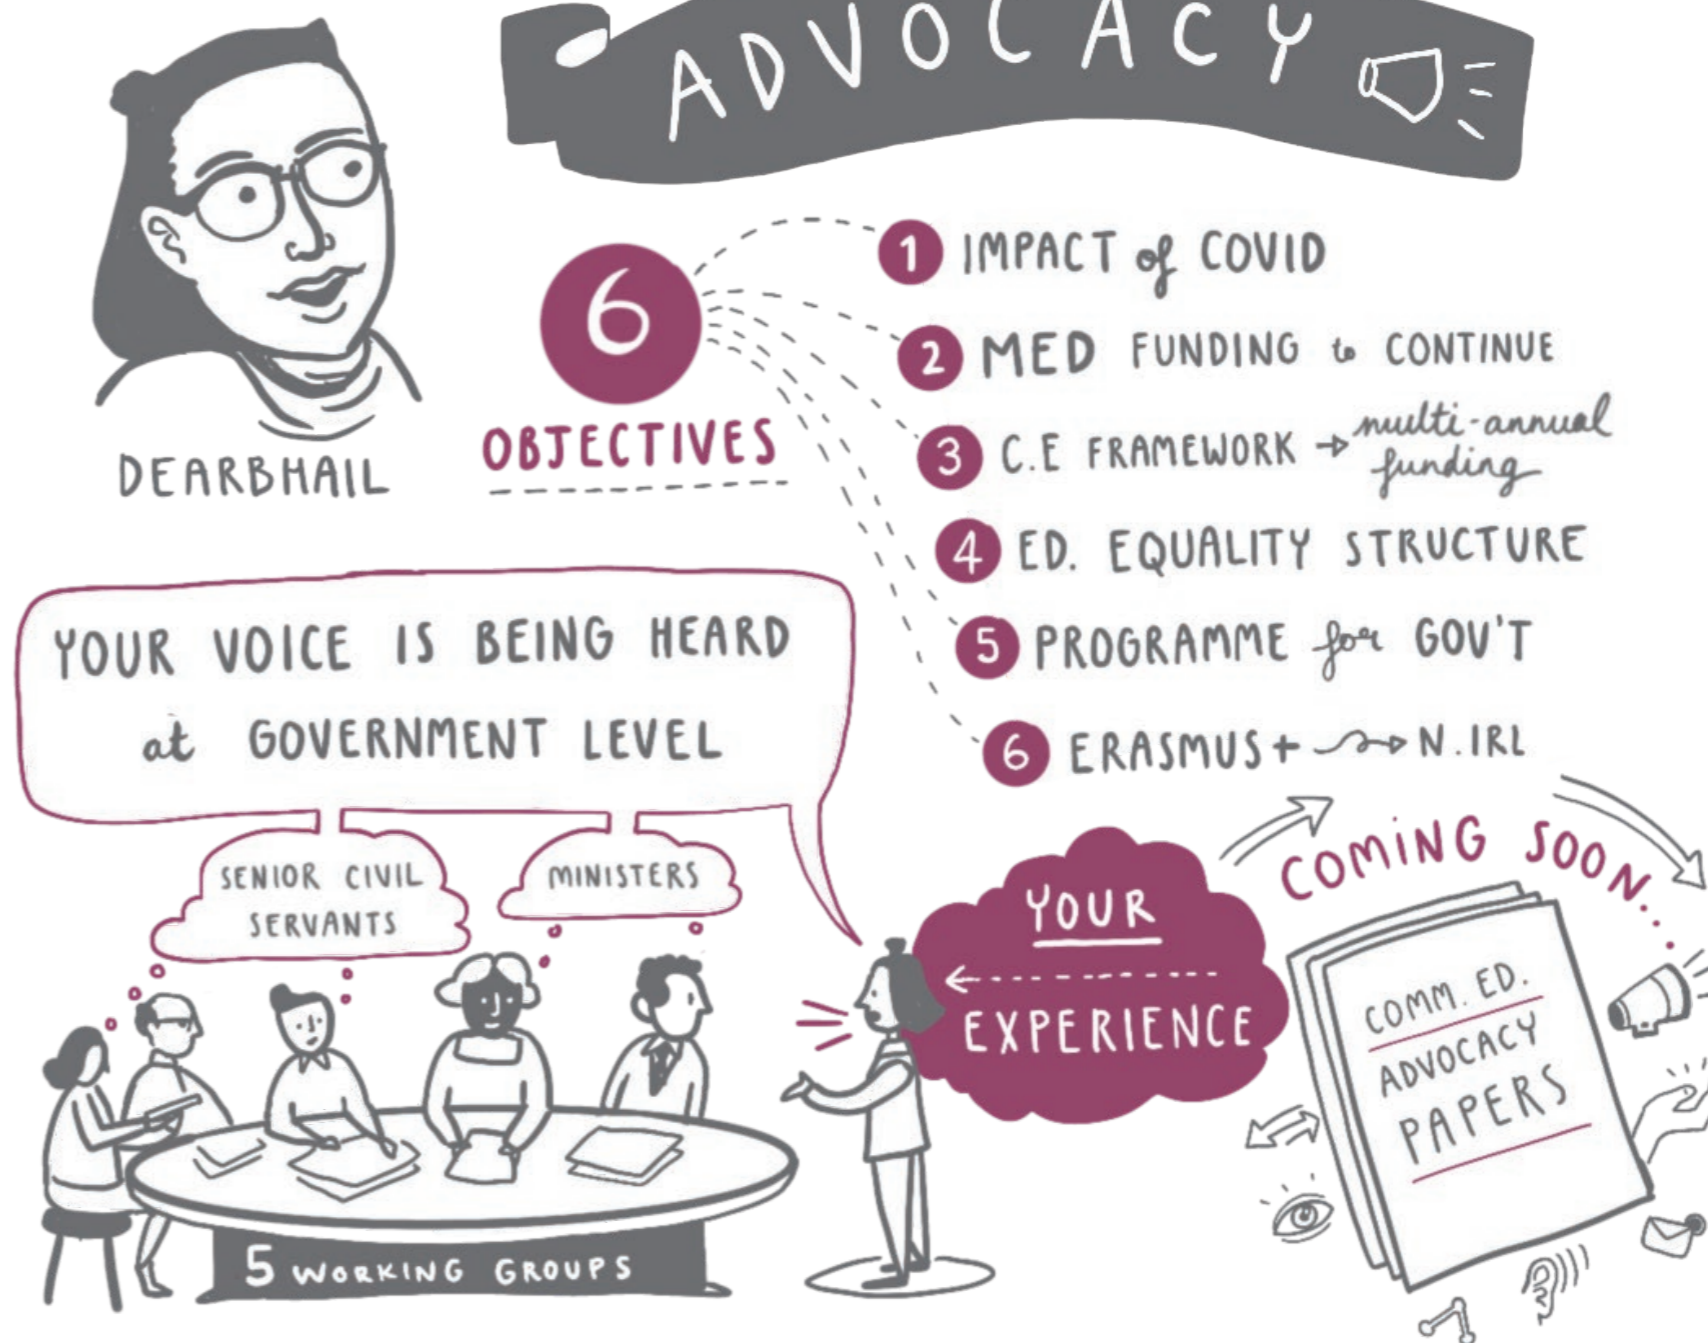 ADVOCACY
DEARBHAIL
6
OBJECTIVES
1 IMPACT of COVID
2 MED FUNDING to CONTINUE
3 C.E FRAMEWORK → multi-annual
funding
4 ED. EQUALITY STRUCTURE
5 PROGRAMME for GOV'T
6 ERASMUS+ → N.IRL
YOUR VOICE IS BEING HEARD
at GOVERNMENT LEVEL
SENIOR CIVIL
SERVANTS
MINISTERS
5 WORKING GROUPS
YOUR
EXPERIENCE
COMING SOON...
COMM. ED.
ADVOCACY
PAPERS